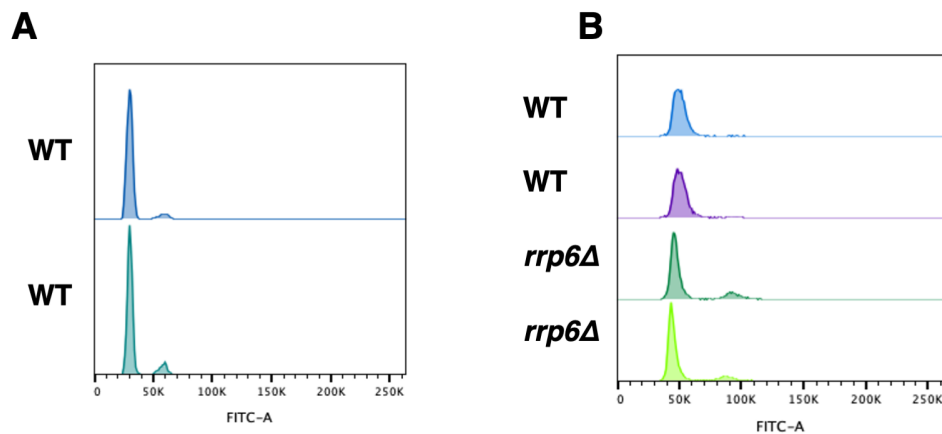 A
WT
WT
0 50K 100K 150K 200K 250K
FITC-A
B
WT
WT
rrp6Δ
rrp6Δ
0 50K 100K 150K 200K 250K
FITC-A